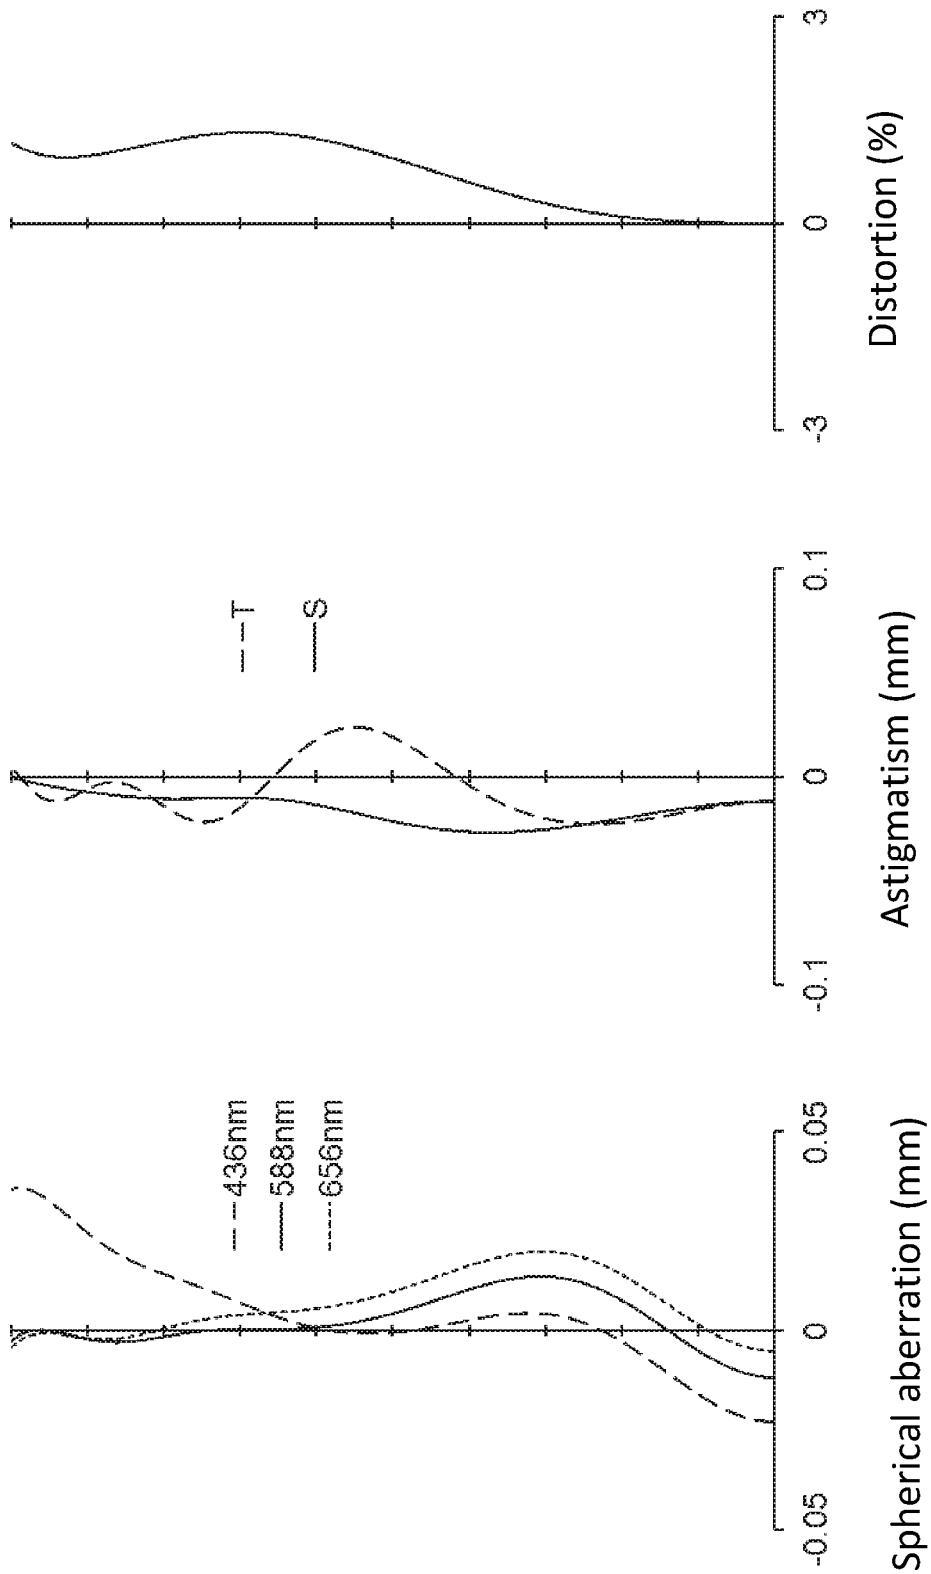 436nm
588nm
656nm
-0.05
0
0.05
Spherical aberration (mm)
T
S
-0.1
0
0.1
Astigmatism (mm)
-3
0
3
Distortion (%)